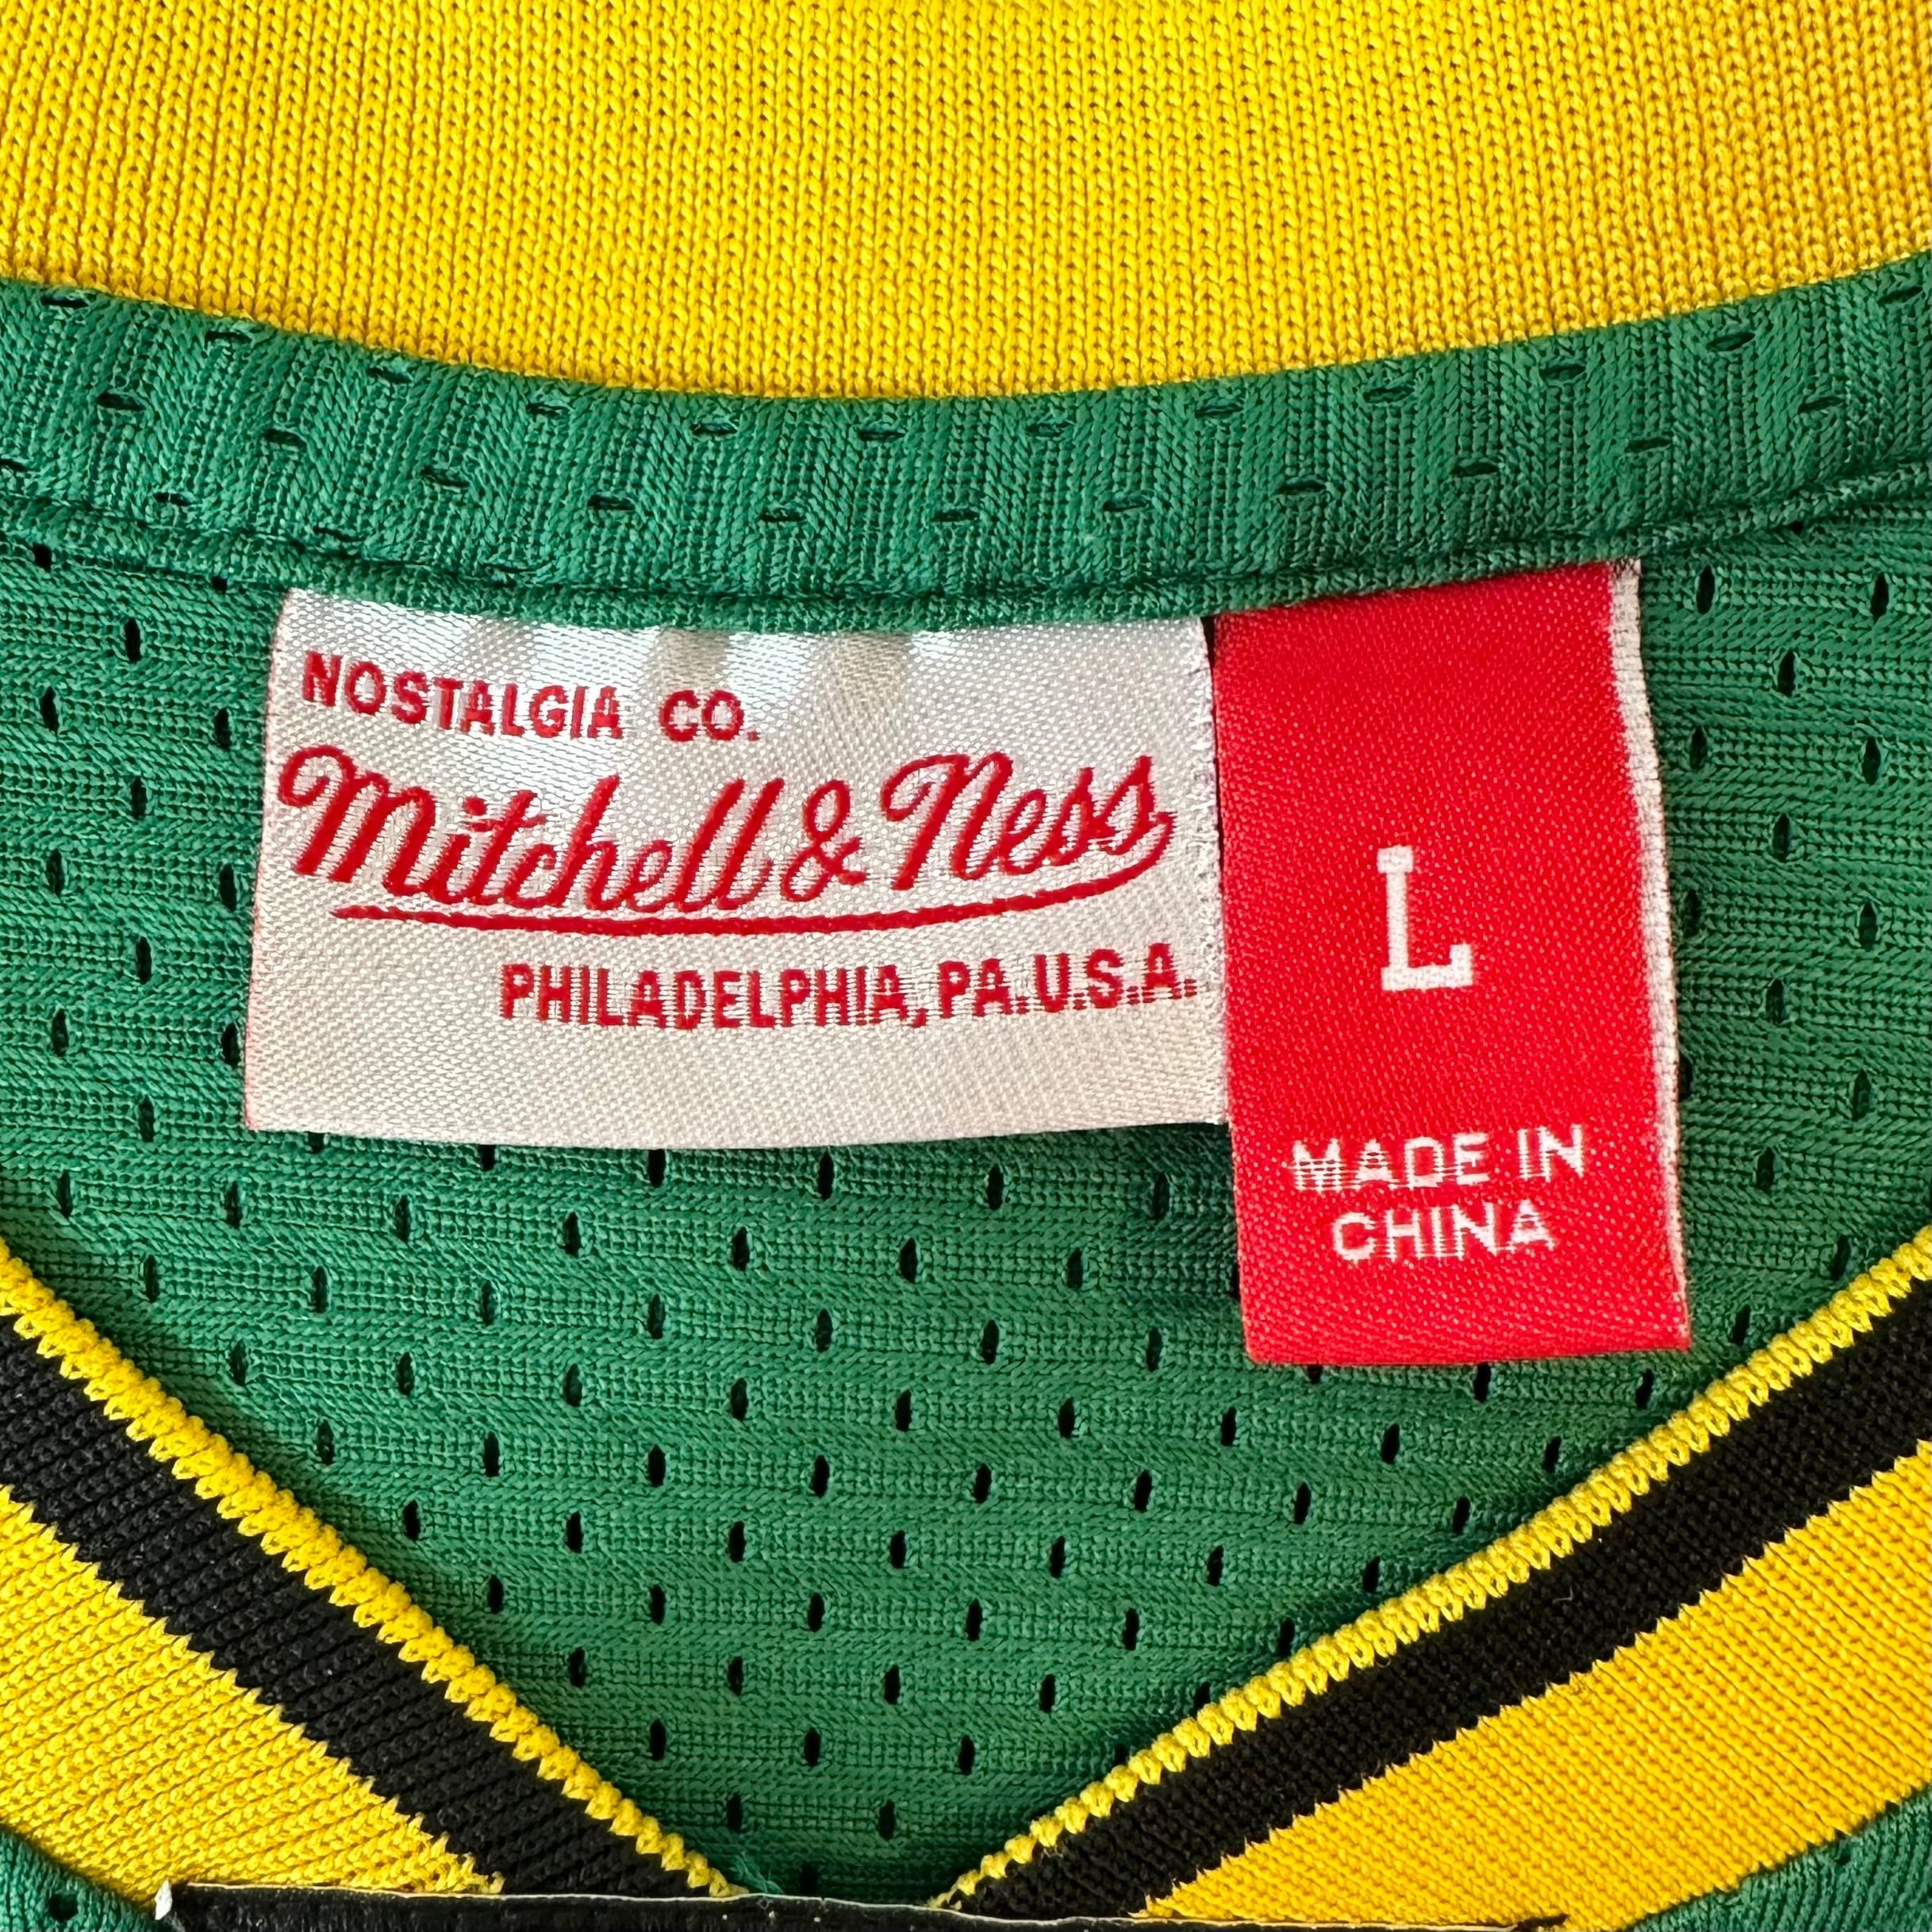 NOSTALGIA CO.
Mitchell & Ness
PHILADELPHIA, PA. U.S.A.
L
MADE IN
CHINA